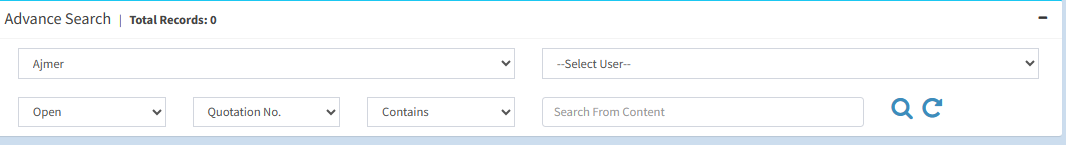 Advance Search | Total Records: 0
Ajmer --Select User--
Open Quotation No. Contains Search From Content